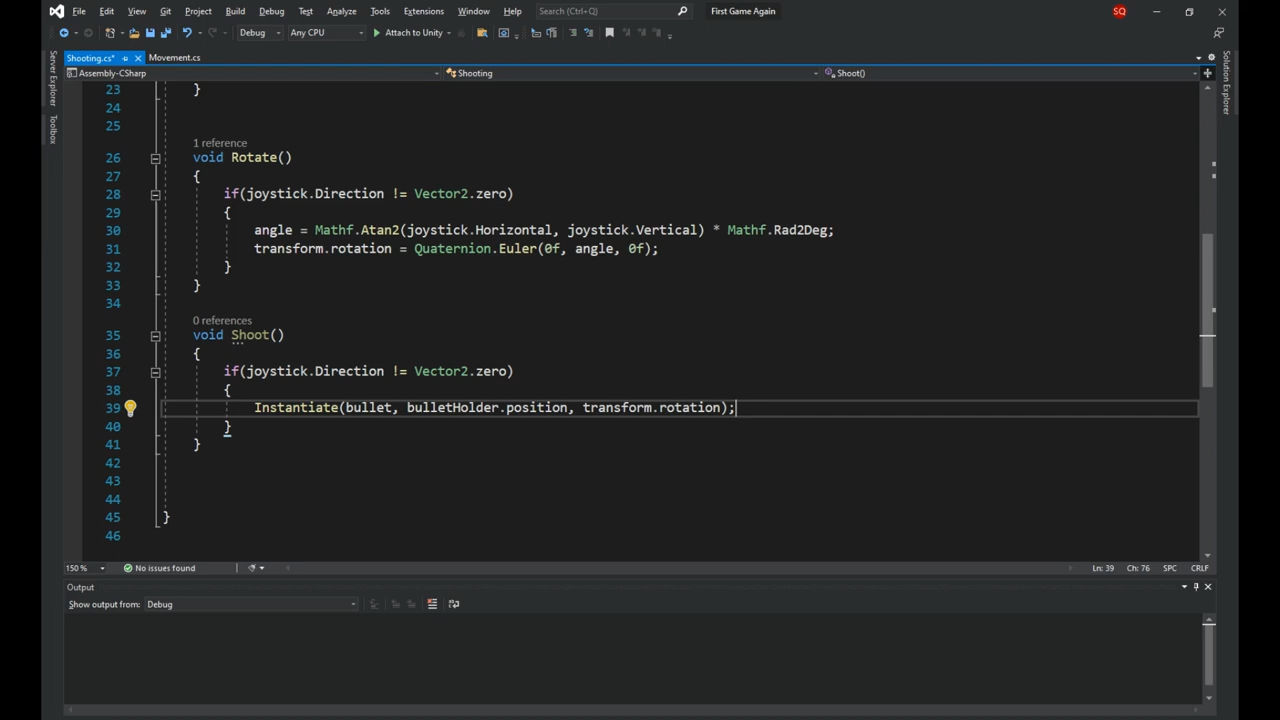 File Edit View Git Project Build Debug Test Analyze Tools Extensions Window Help Search (Ctrl+Q) First Game Again SQ
Debug Any CPU Attach to Unity
Shooting.cs* Movement.cs
Assembly-CSharp Shooting Shoot()
Server Explorer
Toolbox
Solution Explorer
23 }
24
25
1 reference
26 void Rotate()
27 {
28 if(joystick.Direction != Vector2.zero)
29 {
30 angle = Mathf.Atan2(joystick.Horizontal, joystick.Vertical) * Mathf.Rad2Deg;
31 transform.rotation = Quaternion.Euler(0f, angle, 0f);
32 }
33 }
34
0 references
35 void Shoot()
36 {
37 if(joystick.Direction != Vector2.zero)
38 {
39 Instantiate(bullet, bulletHolder.position, transform.rotation);
40 }
41 }
42
43
44
45 }
46
150 % No issues found Ln: 39 Ch: 76 SPC CRLF
Output
Show output from: Debug